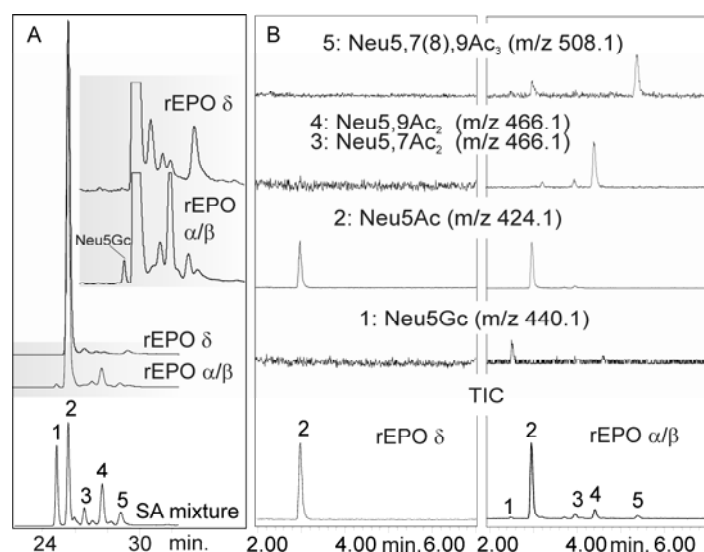 A
rEPO δ
rEPO
α/β
Neu5Gc
rEPO δ
rEPO α/β
1
2
3
4
5
SA mixture
24
30
min.
B
5: Neu5,7(8),9Ac₃ (m/z 508.1)
4: Neu5,9Ac₂ (m/z 466.1)
3: Neu5,7Ac₂ (m/z 466.1)
2: Neu5Ac (m/z 424.1)
1: Neu5Gc (m/z 440.1)
TIC
2
rEPO δ
2
rEPO α/β
1
3
4
5
2.00
4.00 min.6.00
2.00
4.00 min.6.00